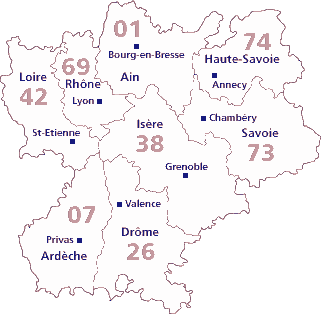 01
Bourg-en-Bresse
Ain
74
Haute-Savoie
Annecy
69
Rhône
Lyon
Loire
42
St-Etienne
Isère
38
Grenoble
Chambéry
Savoie
73
07
Privas
Ardèche
Valence
Drôme
26